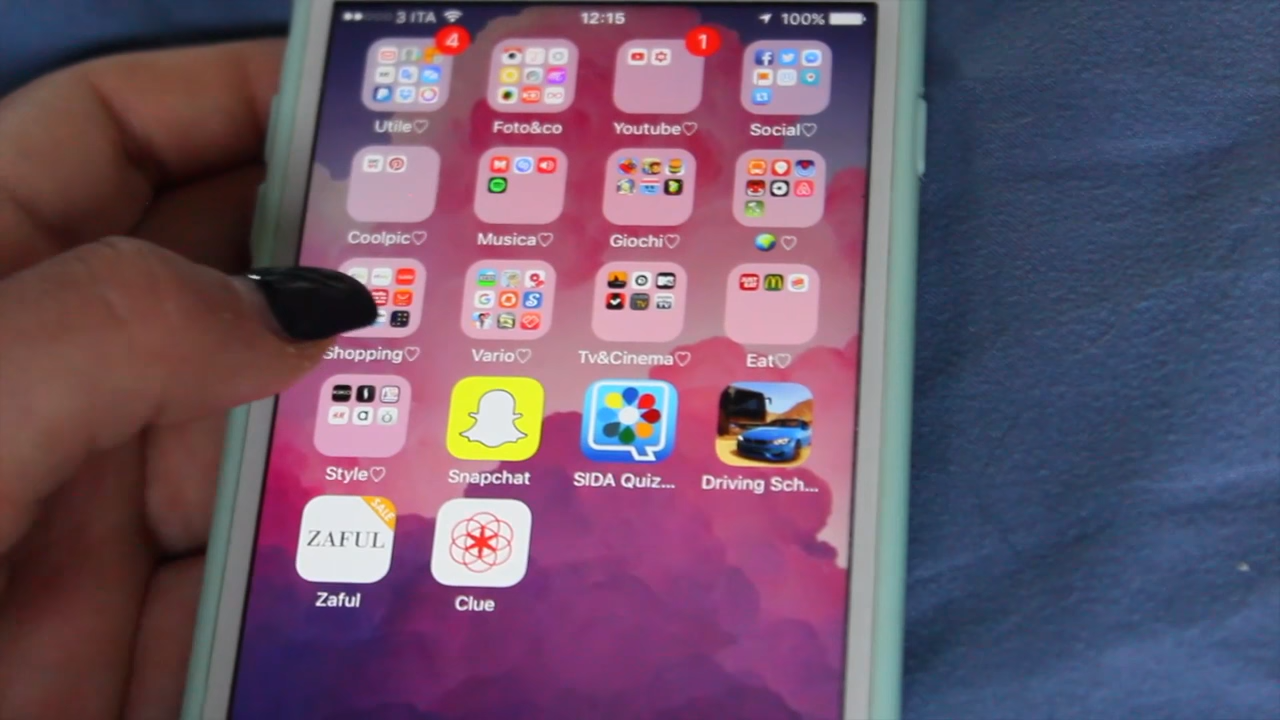 3 ITA 12:15 100%
4 1
Utile♡ Foto&co Youtube♡ Social♡
Coolpic♡ Musica♡ Giochi♡ 🌍 ♡
Shopping♡ Vario♡ Tv&Cinema♡ Eat♡
Style♡ Snapchat SIDA Quiz... Driving Sch...
SALE
ZAFUL
Zaful Clue